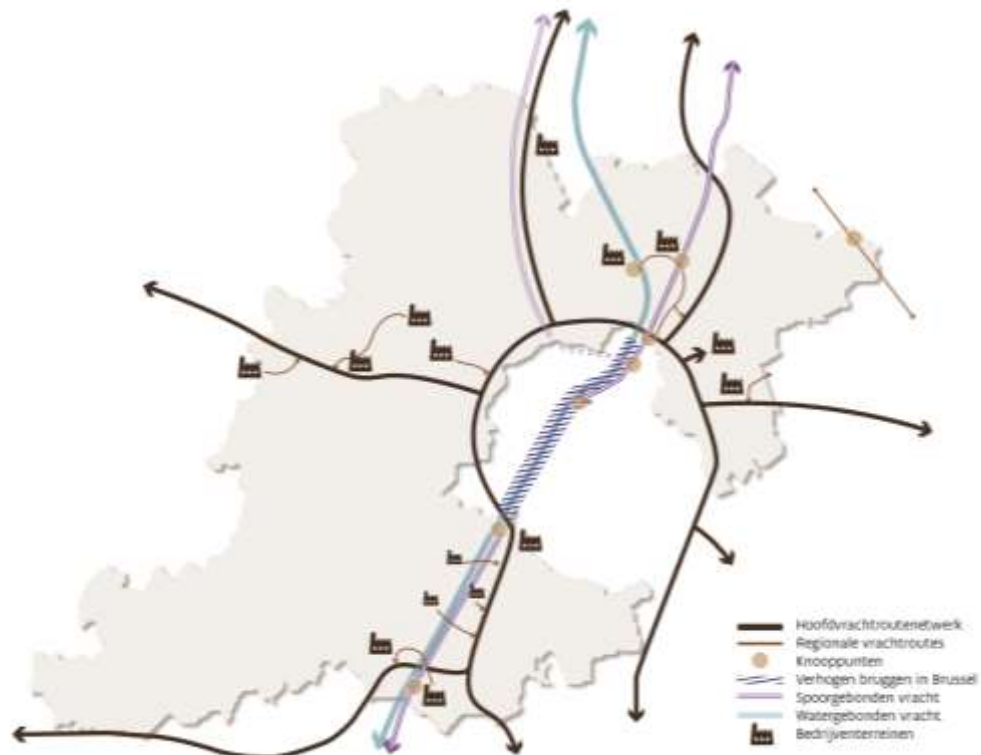 Hoofdvrachtroutenetwerk
Regionale vrachtroutes
Knooppunten
Verhogen bruggen in Brussel
Spoorgebonden vracht
Watergebonden vracht
Bedrijventerreinen